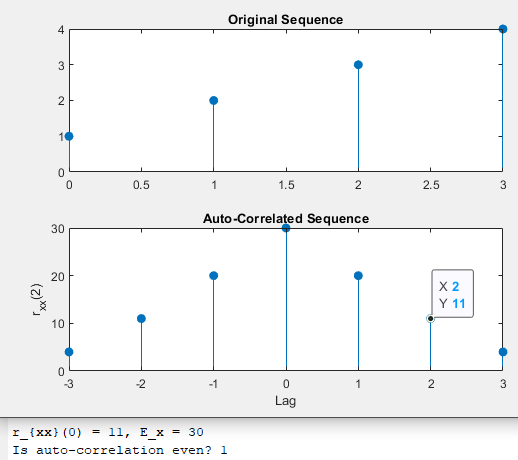 Original Sequence
4
3
2
1
0
0 0.5 1 1.5 2 2.5 3
Auto-Correlated Sequence
30
20
10
0
r_xx(2)
X 2
Y 11
-3 -2 -1 0 1 2 3
Lag
r_{xx}(0) = 11, E_x = 30
Is auto-correlation even? 1